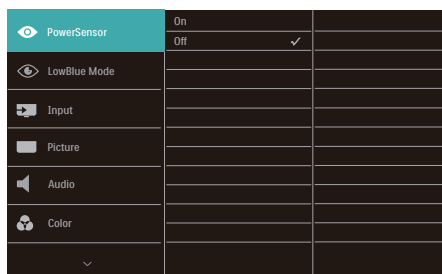 PowerSensor
LowBlue Mode
Input
Picture
Audio
Color
On
Off